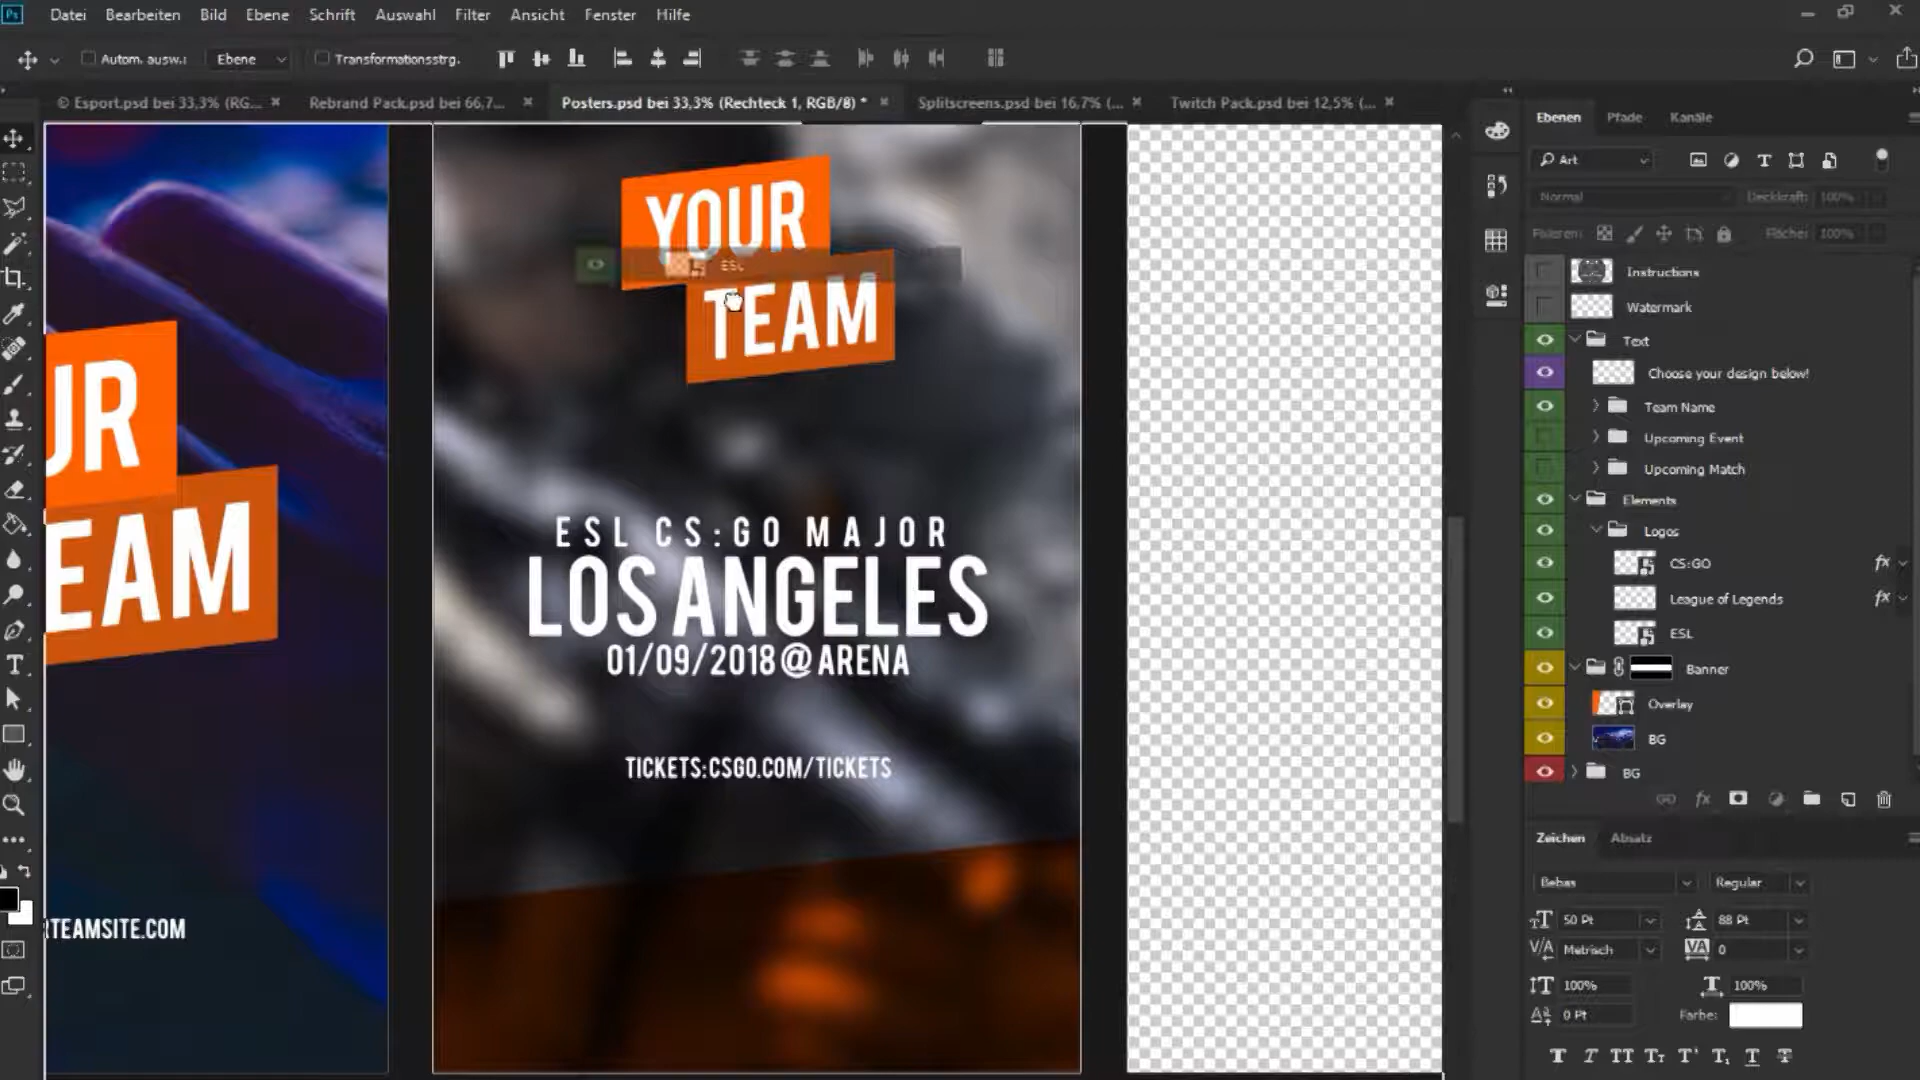 Ps Datei Bearbeiten Bild Ebene Schrift Auswahl Filter Ansicht Fenster Hilfe
Autom. ausw.: Ebene Transformationsstrg.
© Esport.psd bei 33,3% (RG... Rebrand Pack.psd bei 66,7... Posters.psd bei 33,3% (Rechteck 1, RGB/8) * Splitscreens.psd bei 16,7% (... Twitch Pack.psd bei 12,5% (...
UR
EAM
TEAMSITE.COM
YOUR
ESL
TEAM
ESL CS:GO MAJOR
LOS ANGELES
01/09/2018@ARENA
TICKETS:CSGO.COM/TICKETS
Ebenen Pfade Kanäle
Art
Normal Deckkraft: 100%
Fixieren: Fläche: 100%
Instructions
Watermark
Text
Choose your design below!
Team Name
Upcoming Event
Upcoming Match
Elements
Logos
CS:GO fx
League of Legends fx
ESL
Banner
Overlay
BG
BG
fx
Zeichen Absatz
Bebas Regular
50 Pt 88 Pt
Metrisch 0
100% 100%
0 Pt Farbe: